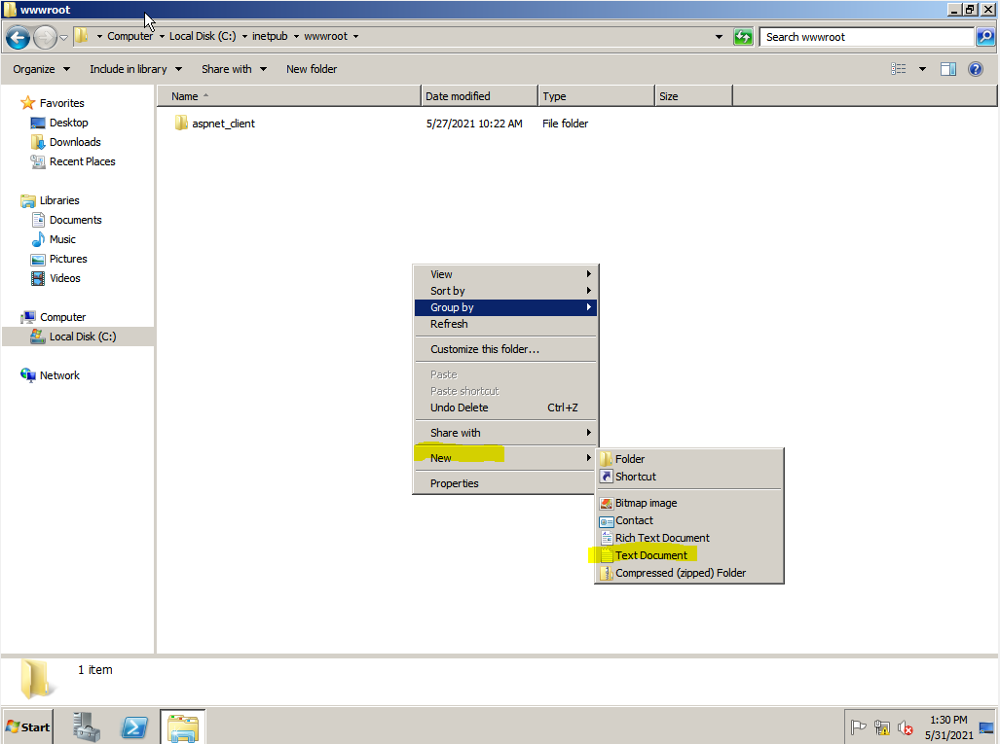 wwwroot
Computer Local Disk (C:) inetpub wwwroot
Search wwwroot
Organize Include in library Share with New folder
Name Date modified Type Size
aspnet_client 5/27/2021 10:22 AM File folder
Favorites
Desktop
Downloads
Recent Places
Libraries
Documents
Music
Pictures
Videos
Computer
Local Disk (C:)
Network
View
Sort by
Group by
Refresh
Customize this folder...
Paste
Paste shortcut
Undo Delete Ctrl+Z
Share with
New
Properties
Folder
Shortcut
Bitmap image
Contact
Rich Text Document
Text Document
Compressed (zipped) Folder
1 item
Start
1:30 PM
5/31/2021